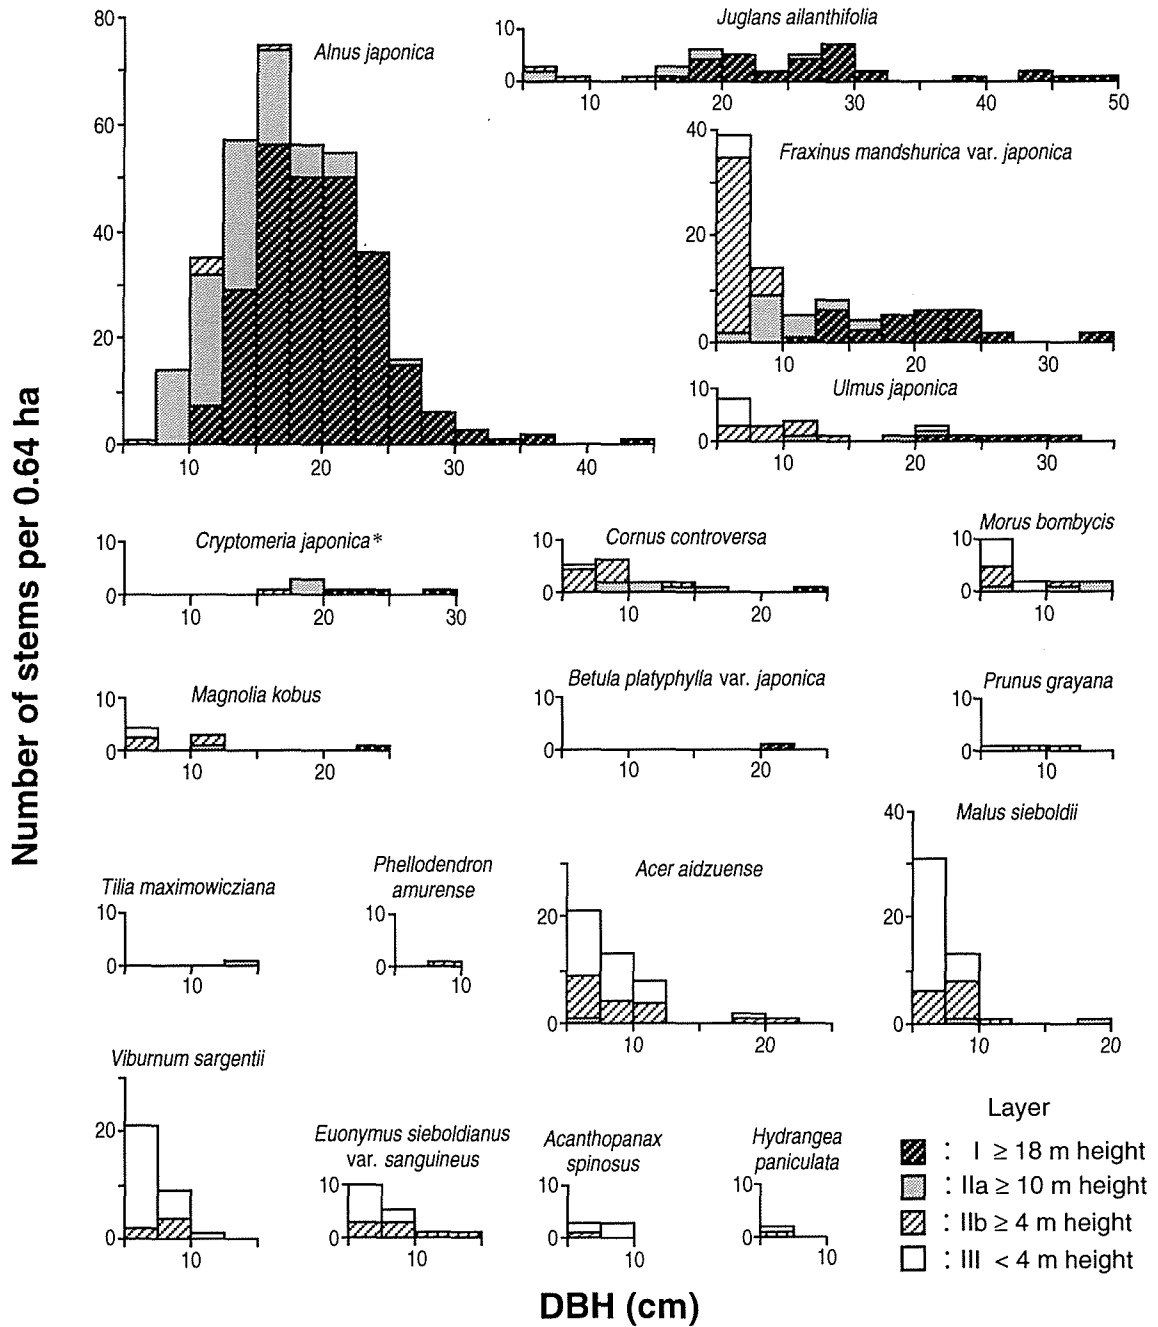 Number of stems per 0.64 ha
Alnus japonica
80
60
40
20
0
10 20 30 40
Juglans ailanthifolia
10
0
10 20 30 40 50
Fraxinus mandshurica var. japonica
40
20
0
10 20 30
Ulmus japonica
10
0
10 20 30
Cryptomeria japonica*
10
0
10 20 30
Cornus controversa
10
0
10 20
Morus bombycis
10
0
10
Magnolia kobus
10
0
10 20
Betula platyphylla var. japonica
10
0
10 20
Prunus grayana
10
0
10
Tilia maximowicziana
10
0
10
Phellodendron
amurense
10
0
10
Acer aidzuense
20
0
10 20
Malus sieboldii
40
20
0
10 20
Viburnum sargentii
20
0
10
Euonymus sieboldianus
var. sanguineus
10
0
10
Acanthopanax
spinosus
10
0
10
Hydrangea
paniculata
10
0
10
Layer
: I ≥ 18 m height
: IIa ≥ 10 m height
: IIb ≥ 4 m height
: III < 4 m height
DBH (cm)